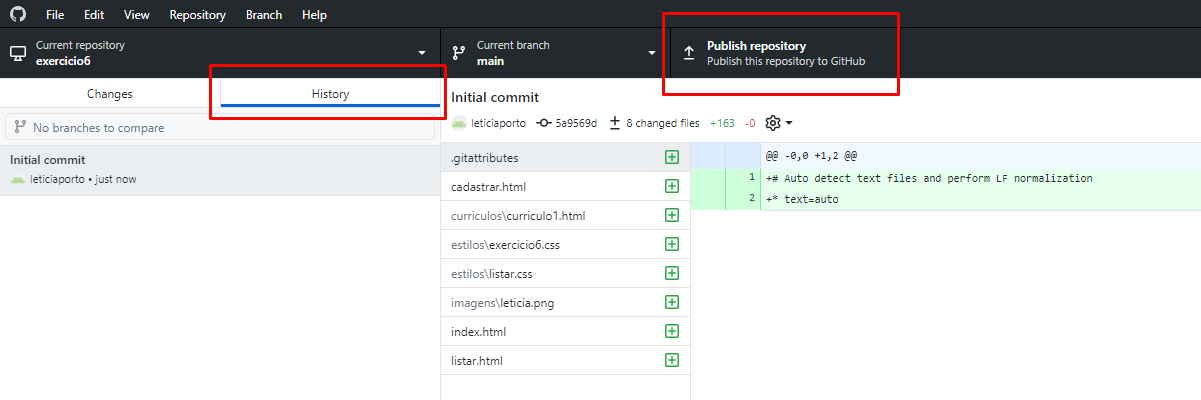 File Edit View Repository Branch Help
Current repository
exercicio6
Current branch
main
Publish repository
Publish this repository to GitHub
Changes
History
No branches to compare
Initial commit
leticiaporto • just now
Initial commit
leticiaporto 5a9569d 8 changed files +163 -0
.gitattributes
cadastrar.html
curriculos\curriculo1.html
estilos\exercicio6.css
estilos\listar.css
imagens\leticia.png
index.html
listar.html
@@ -0,0 +1,2 @@
1 +# Auto detect text files and perform LF normalization
2 +* text=auto